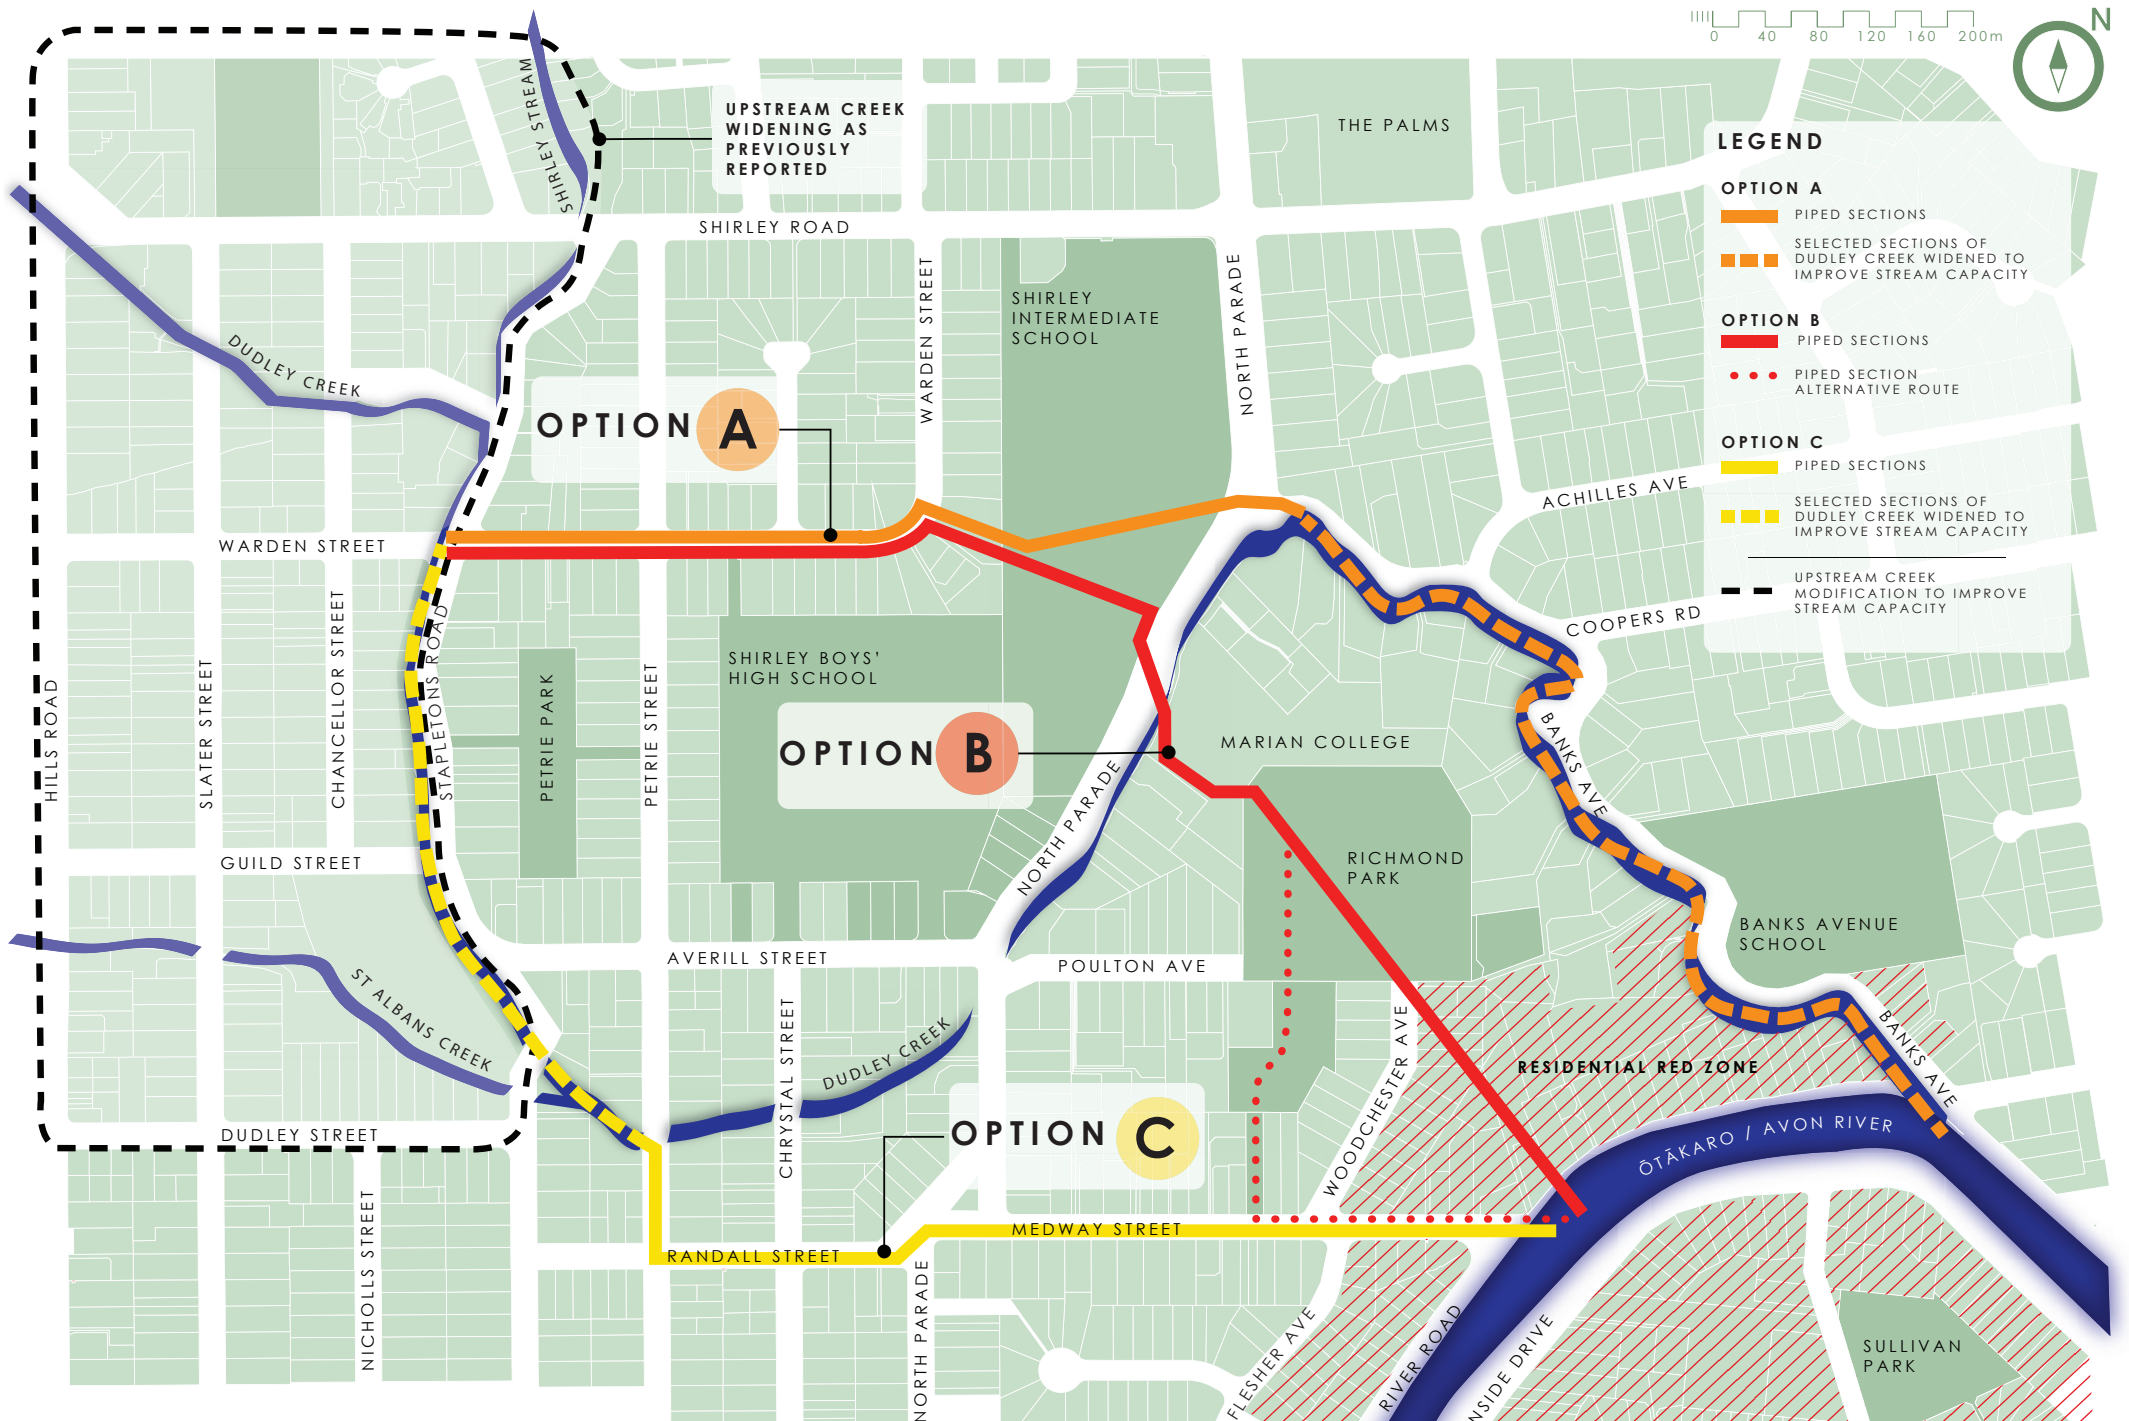 N
0 40 80 120 160 200m
SHIRLEY STREAM
UPSTREAM CREEK
WIDENING AS
PREVIOUSLY
REPORTED
THE PALMS
LEGEND
OPTION A
PIPED SECTIONS
SELECTED SECTIONS OF
DUDLEY CREEK WIDENED TO
IMPROVE STREAM CAPACITY
OPTION B
PIPED SECTIONS
PIPED SECTION
ALTERNATIVE ROUTE
OPTION C
PIPED SECTIONS
SELECTED SECTIONS OF
DUDLEY CREEK WIDENED TO
IMPROVE STREAM CAPACITY
UPSTREAM CREEK
MODIFICATION TO IMPROVE
STREAM CAPACITY
SHIRLEY ROAD
WARDEN STREET
SHIRLEY
INTERMEDIATE
SCHOOL
NORTH PARADE
DUDLEY CREEK
OPTION A
ACHILLES AVE
WARDEN STREET
COOPERS RD
HILLS ROAD
SLATER STREET
CHANCELLOR STREET
STAPLETONS ROAD
PETRIE PARK
PETRIE STREET
SHIRLEY BOYS'
HIGH SCHOOL
OPTION B
MARIAN COLLEGE
BANKS AVE
NORTH PARADE
GUILD STREET
RICHMOND
PARK
BANKS AVENUE
SCHOOL
AVERILL STREET
POULTON AVE
ST ALBANS CREEK
CHRYSTAL STREET
DUDLEY CREEK
WOODCHESTER AVE
RESIDENTIAL RED ZONE
BANKS AVE
OPTION C
ŌTĀKARO / AVON RIVER
DUDLEY STREET
MEDWAY STREET
RANDALL STREET
NICHOLLS STREET
NORTH PARADE
FLESHER AVE
RIVER ROAD
NSIDE DRIVE
SULLIVAN
PARK